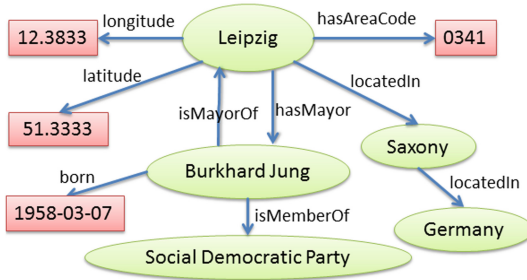 longitude
hasAreaCode
12.3833
Leipzig
0341
latitude
locatedIn
isMayorOf
hasMayor
51.3333
Saxony
born
Burkhard Jung
locatedIn
1958-03-07
isMemberOf
Germany
Social Democratic Party